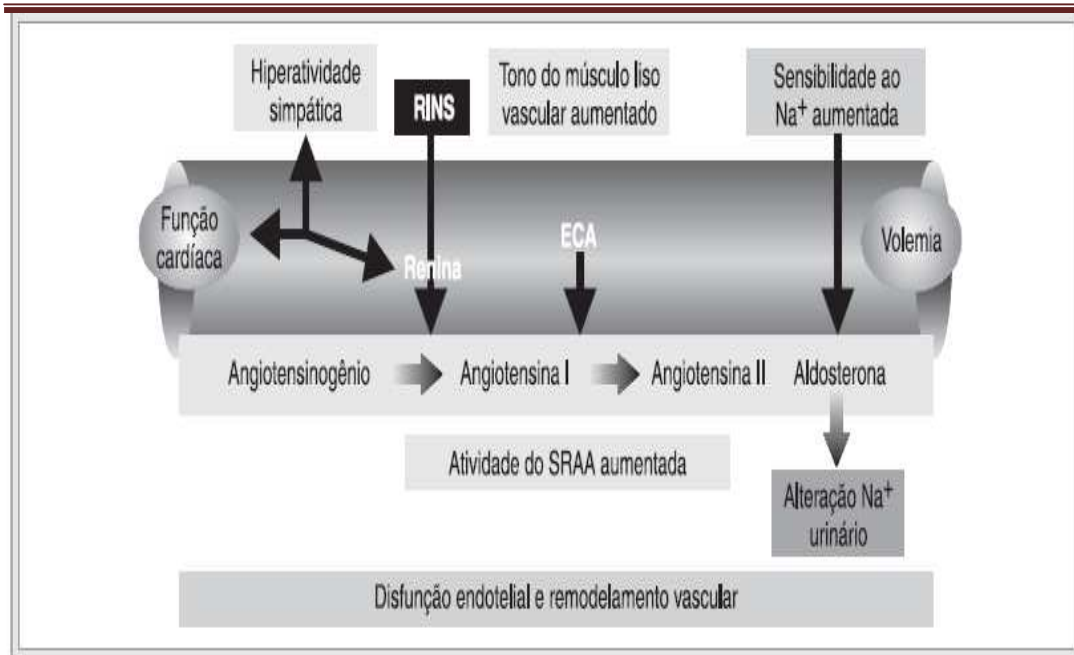 Hiperatividade
simpática
RINS
Tono do músculo liso
vascular aumentado
Sensibilidade ao
Na+ aumentada
Função
cardíaca
Renina
ECA
Volemia
Angiotensinogênio
Angiotensina I
Angiotensina II
Aldosterona
Atividade do SRAA aumentada
Alteração Na+
urinário
Disfunção endotelial e remodelamento vascular